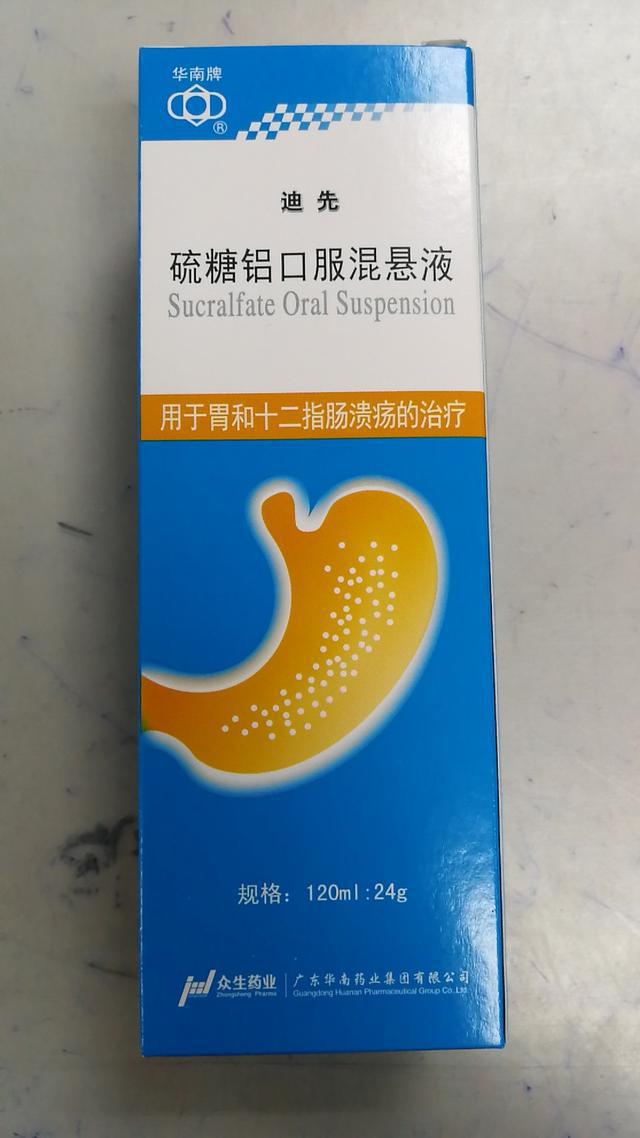 华南牌
®
迪先
硫糖铝口服混悬液
Sucralfate Oral Suspension
用于胃和十二指肠溃疡的治疗
规格：120ml:24g
众生药业
Zhongsheng Pharma
广东华南药业集团有限公司
Guangdong Huanan Pharmaceutical Group Co.,Ltd.